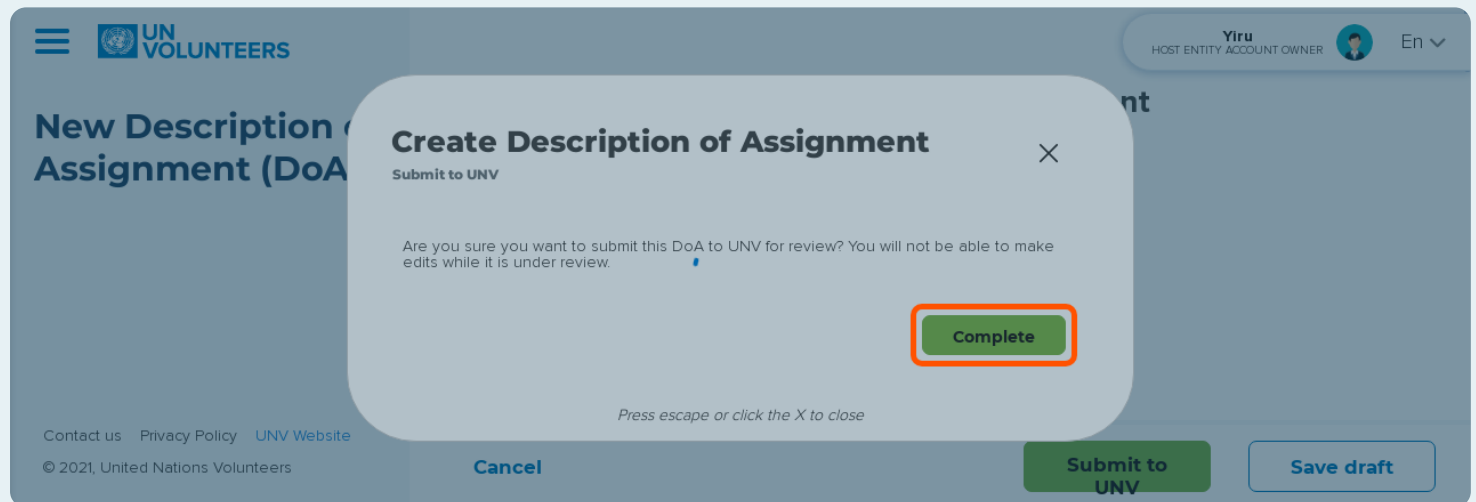 UN
VOLUNTEERS
Yiru
HOST ENTITY ACCOUNT OWNER
En
New Description
Assignment (DoA
nt
Create Description of Assignment
Submit to UNV
Are you sure you want to submit this DoA to UNV for review? You will not be able to make
edits while it is under review.
Complete
Press escape or click the X to close
Contact us Privacy Policy UNV Website
© 2021, United Nations Volunteers
Cancel
Submit to
UNV
Save draft